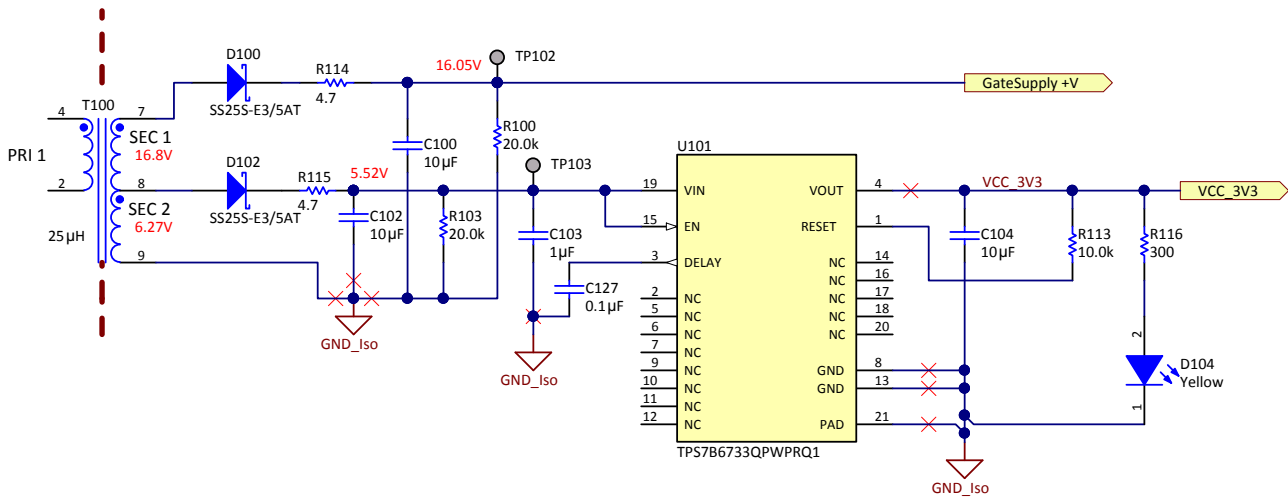 D100
SS25S-E3/5AT
R114
4.7
16.05V
TP102
GateSupply +V
T100
4
7
PRI 1
SEC 1
16.8V
2
8
SEC 2
6.27V
25µH
9
D102
SS25S-E3/5AT
R115
4.7
5.52V
C100
10µF
R100
20.0k
TP103
C102
10µF
R103
20.0k
C103
1µF
C127
0.1µF
GND_Iso
GND_Iso
U101
19
VIN
VOUT
4
15
EN
RESET
1
3
DELAY
NC
14
NC
16
2
NC
NC
17
5
NC
NC
18
6
NC
NC
20
7
NC
9
NC
GND
8
10
NC
GND
13
11
NC
12
NC
PAD
21
TPS7B6733QPWPRQ1
VCC_3V3
VCC_3V3
C104
10µF
R113
10.0k
R116
300
2
D104
Yellow
1
GND_Iso